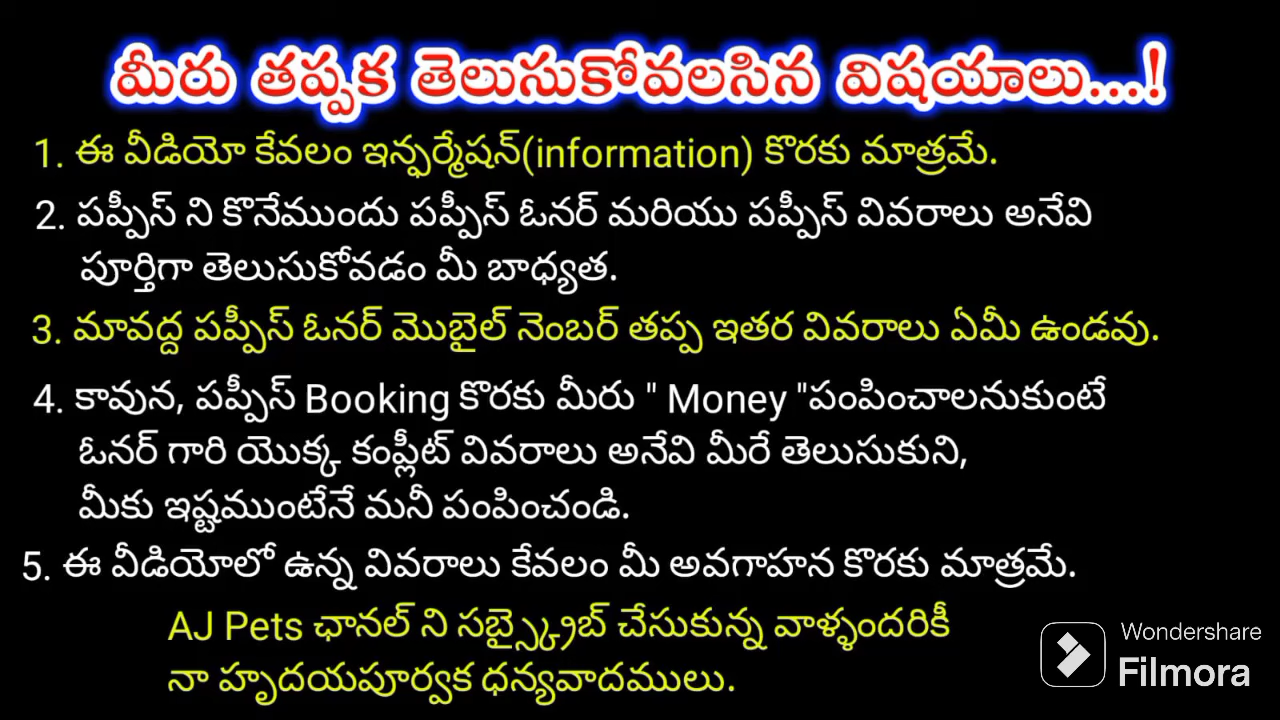 మీరు తప్పక తెలుసుకోవలసిన విషయాలు...!
1. ఈ వీడియో కేవలం ఇన్ఫర్మేషన్(information) కొరకు మాత్రమే.
2. పప్పీస్ ని కొనేముందు పప్పీస్ ఓనర్ మరియు పప్పీస్ వివరాలు అనేవి
పూర్తిగా తెలుసుకోవడం మీ బాధ్యత.
3. మావద్ద పప్పీస్ ఓనర్ మొబైల్ నెంబర్ తప్ప ఇతర వివరాలు ఏమీ ఉండవు.
4. కావున, పప్పీస్ Booking కొరకు మీరు " Money "పంపించాలనుకుంటే
ఓనర్ గారి యొక్క కంప్లీట్ వివరాలు అనేవి మీరే తెలుసుకుని,
మీకు ఇష్టముంటేనే మనీ పంపించండి.
5. ఈ వీడియోలో ఉన్న వివరాలు కేవలం మీ అవగాహన కొరకు మాత్రమే.
AJ Pets ఛానల్ ని సబ్స్క్రైబ్ చేసుకున్న వాళ్ళందరికీ
నా హృదయపూర్వక ధన్యవాదములు.
Wondershare
Filmora